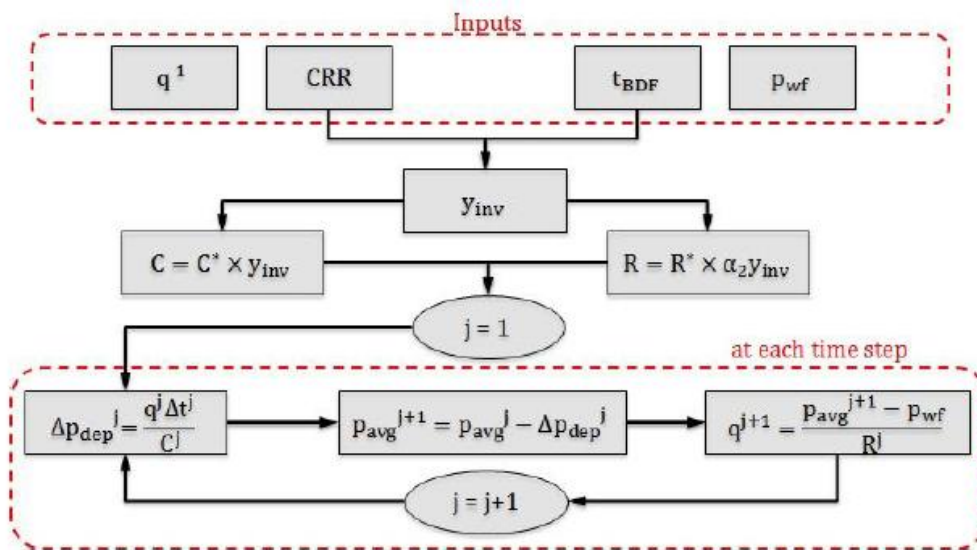 Inputs
q¹
CRR
t_BDF
p_wf
y_inv
C = C* × y_inv
R = R* × α₂y_inv
j = 1
at each time step
Δp_dep^j = q^j Δt^j / C^j
p_avg^j+1 = p_avg^j − Δp_dep^j
q^j+1 = p_avg^j+1 − p_wf / R^j
j = j+1